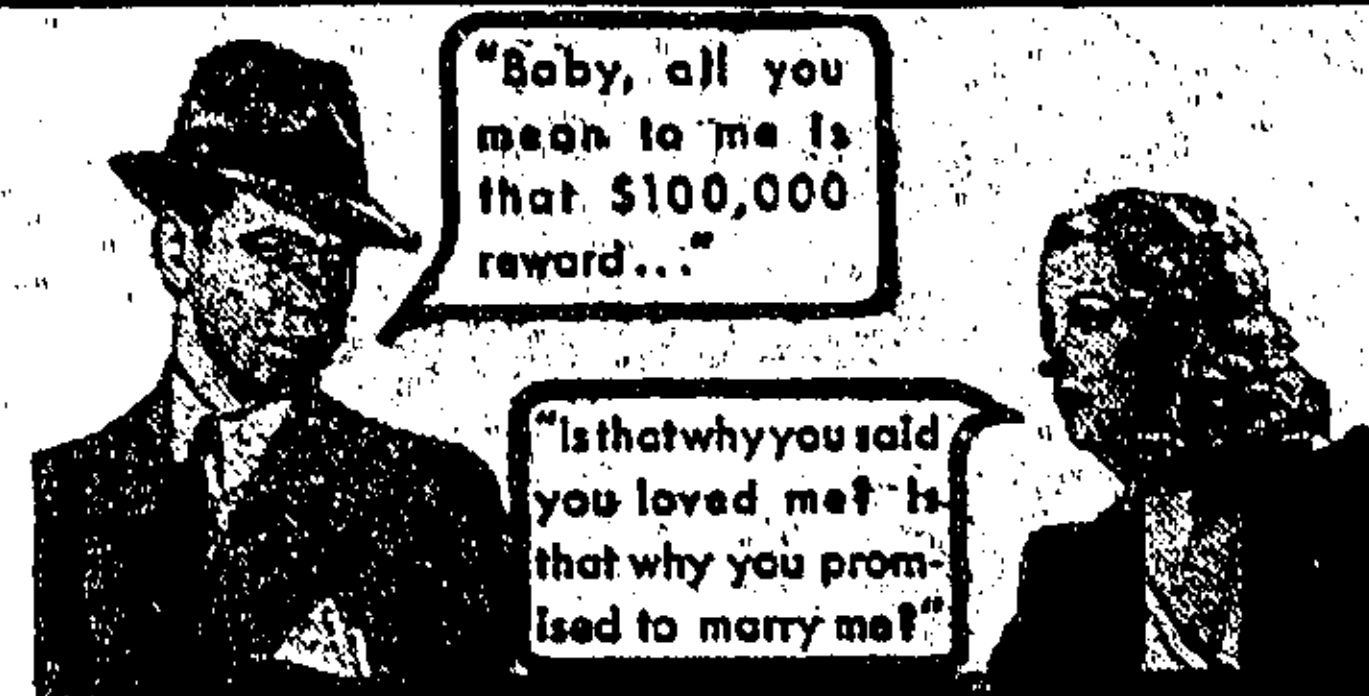 "Baby, all you
mean to me is
that $100,000
reward..."
"Is that why you said
you loved me? Is
that why you prom-
ised to marry me?"